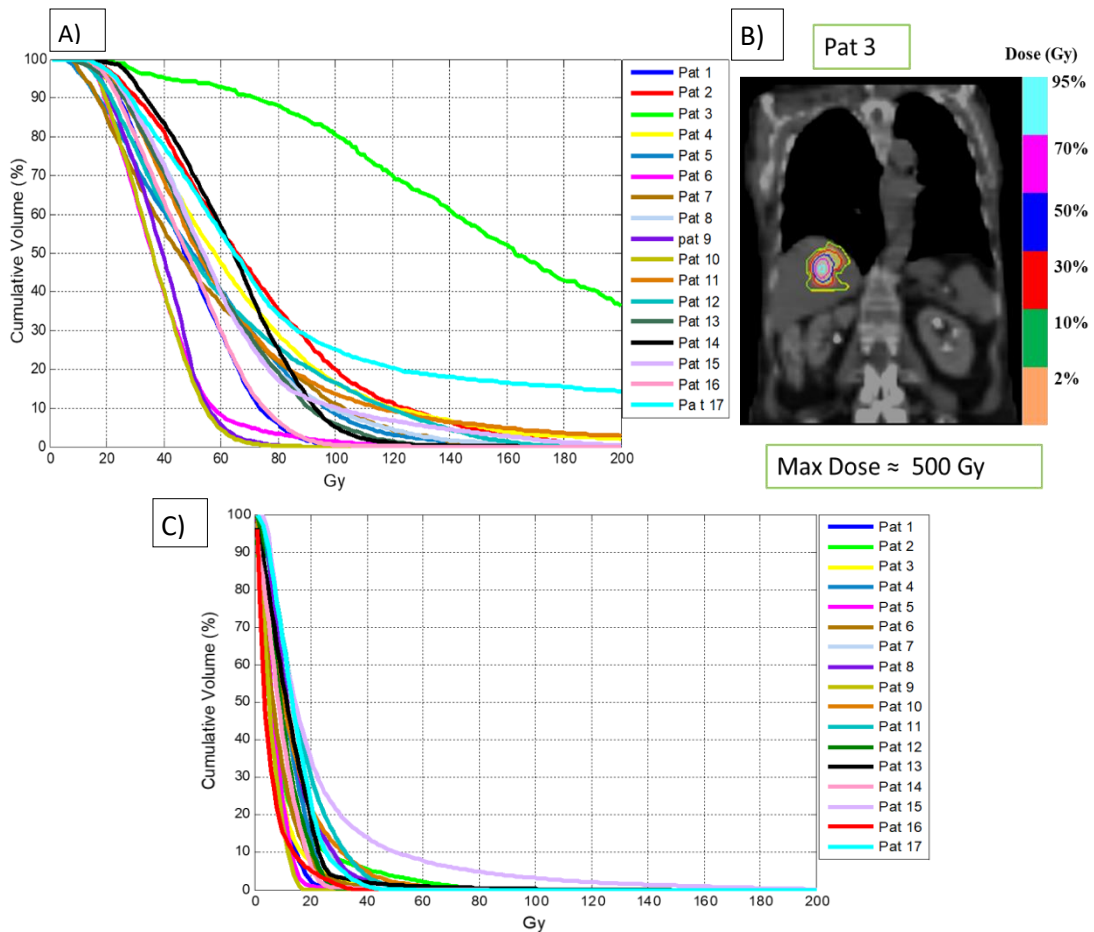 A)
100
90
80
70
60
50
40
30
20
10
0
Cumulative Volume (%)
0 20 40 60 80 100 120 140 160 180 200
Gy
Pat 1
Pat 2
Pat 3
Pat 4
Pat 5
Pat 6
Pat 7
Pat 8
pat 9
Pat 10
Pat 11
Pat 12
Pat 13
Pat 14
Pat 15
Pat 16
Pa t 17
B)
Pat 3
Dose (Gy)
95%
70%
50%
30%
10%
2%
Max Dose ≈ 500 Gy
C)
100
90
80
70
60
50
40
30
20
10
0
Cumulative Volume (%)
0 20 40 60 80 100 120 140 160 180 200
Gy
Pat 1
Pat 2
Pat 3
Pat 4
Pat 5
Pat 6
Pat 7
Pat 8
Pat 9
Pat 10
Pat 11
Pat 12
Pat 13
Pat 14
Pat 15
Pat 16
Pat 17